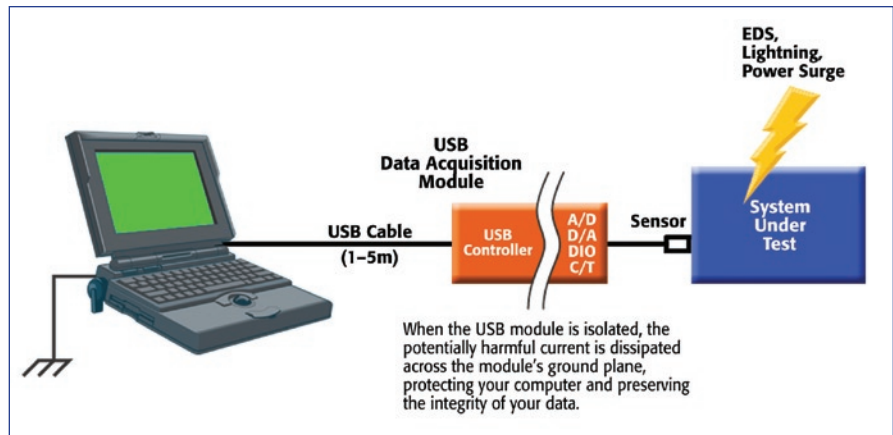 EDS,
Lightning,
Power Surge
USB
Data Acquisition
Module
USB Cable
(1–5m)
USB
Controller
A/D
D/A
DIO
C/T
Sensor
System
Under
Test
When the USB module is isolated, the
potentially harmful current is dissipated
across the module's ground plane,
protecting your computer and preserving
the integrity of your data.